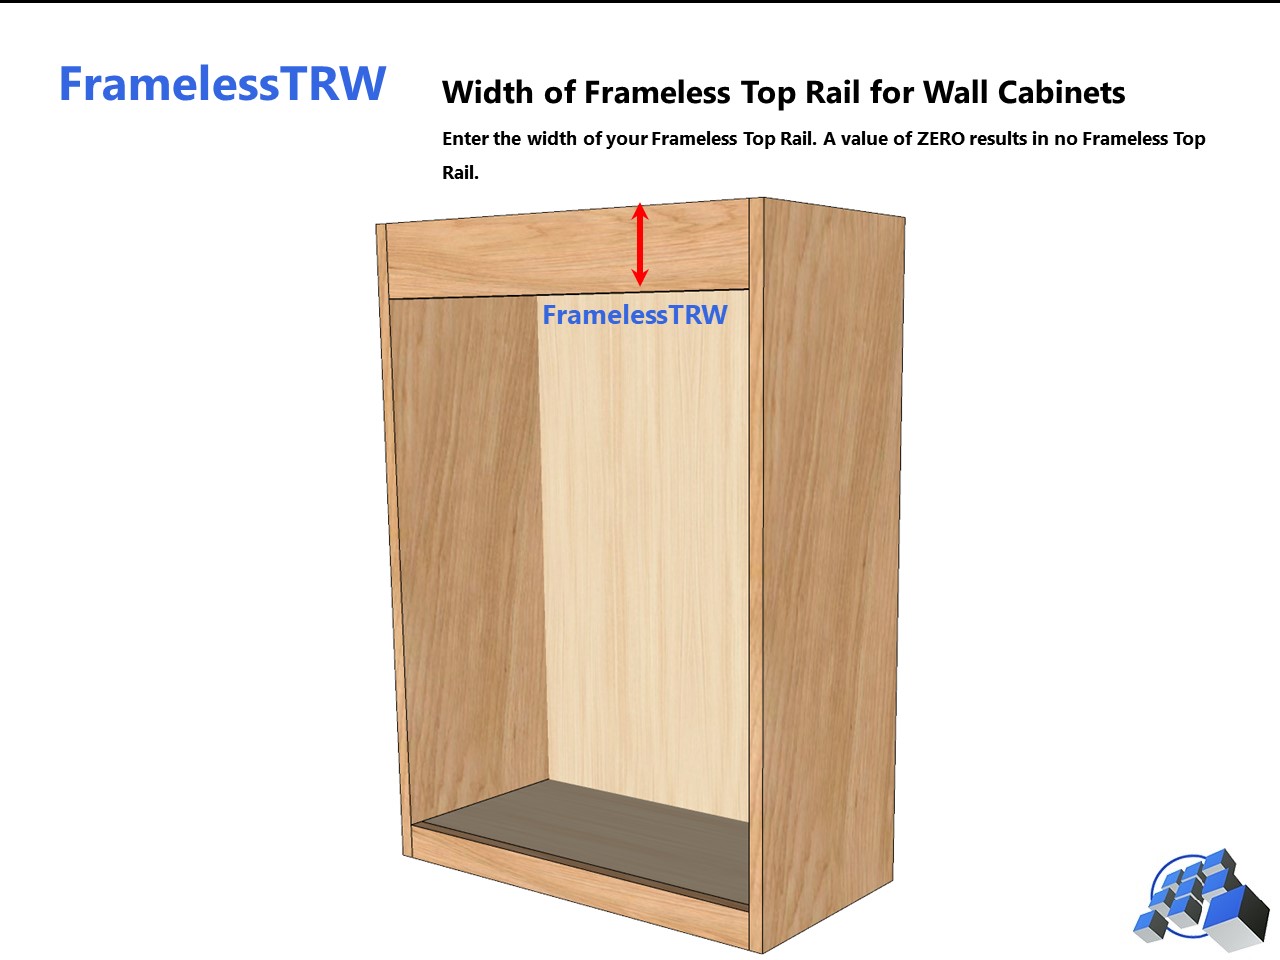 FramelessTRW
Width of Frameless Top Rail for Wall Cabinets
Enter the width of your Frameless Top Rail. A value of ZERO results in no Frameless Top
Rail.
FramelessTRW